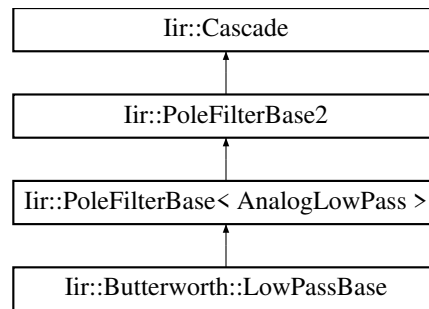 Iir::Cascade
Iir::PoleFilterBase2
Iir::PoleFilterBase< AnalogLowPass >
Iir::Butterworth::LowPassBase